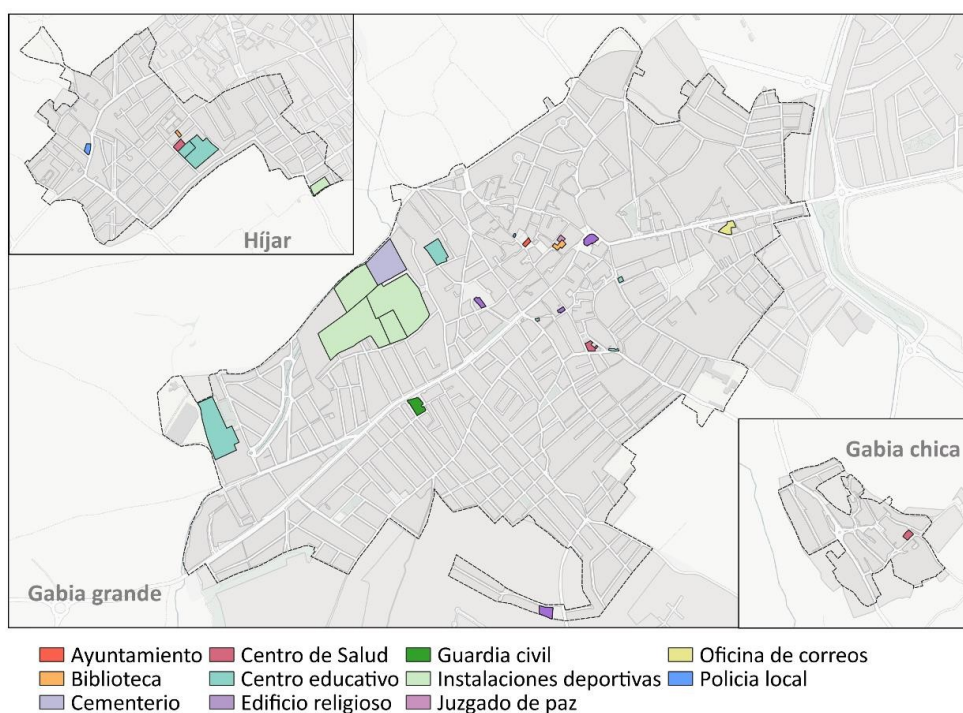 Híjar
Gabia chica
Gabia grande
Ayuntamiento
Centro de Salud
Guardia civil
Oficina de correos
Biblioteca
Centro educativo
Instalaciones deportivas
Policia local
Cementerio
Edificio religioso
Juzgado de paz